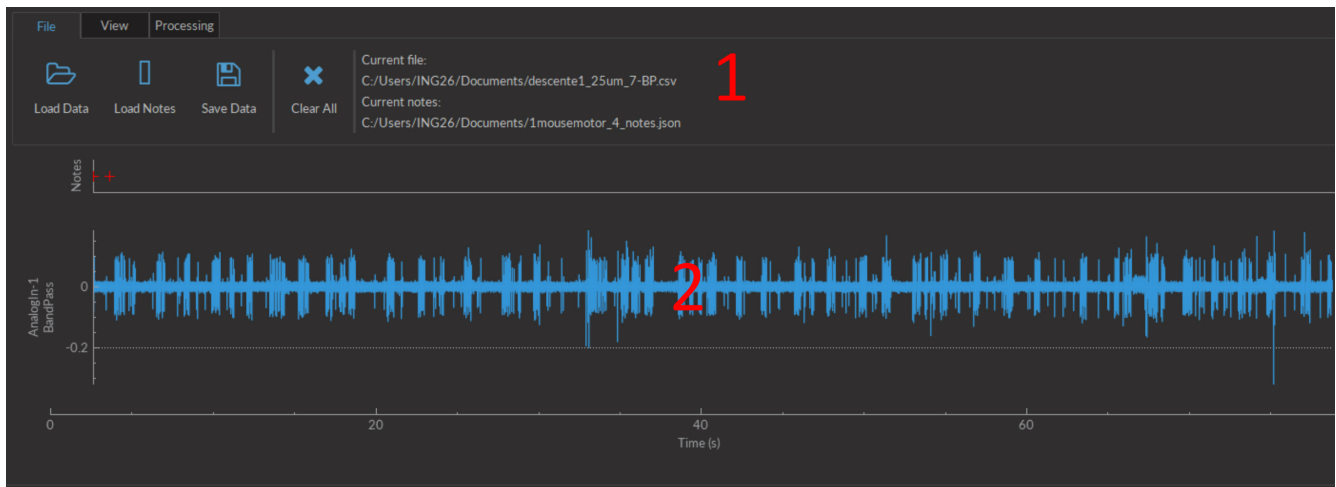 File View Processing
Current file:
C:/Users/ING26/Documents/descente1_25um_7-BP.csv
Current notes:
C:/Users/ING26/Documents/1mousemotor_4_notes.json
Load Data Load Notes Save Data Clear All
1
Notes
AnalogIn-1
BandPass
0
-0.2
2
0 20 40 60
Time (s)